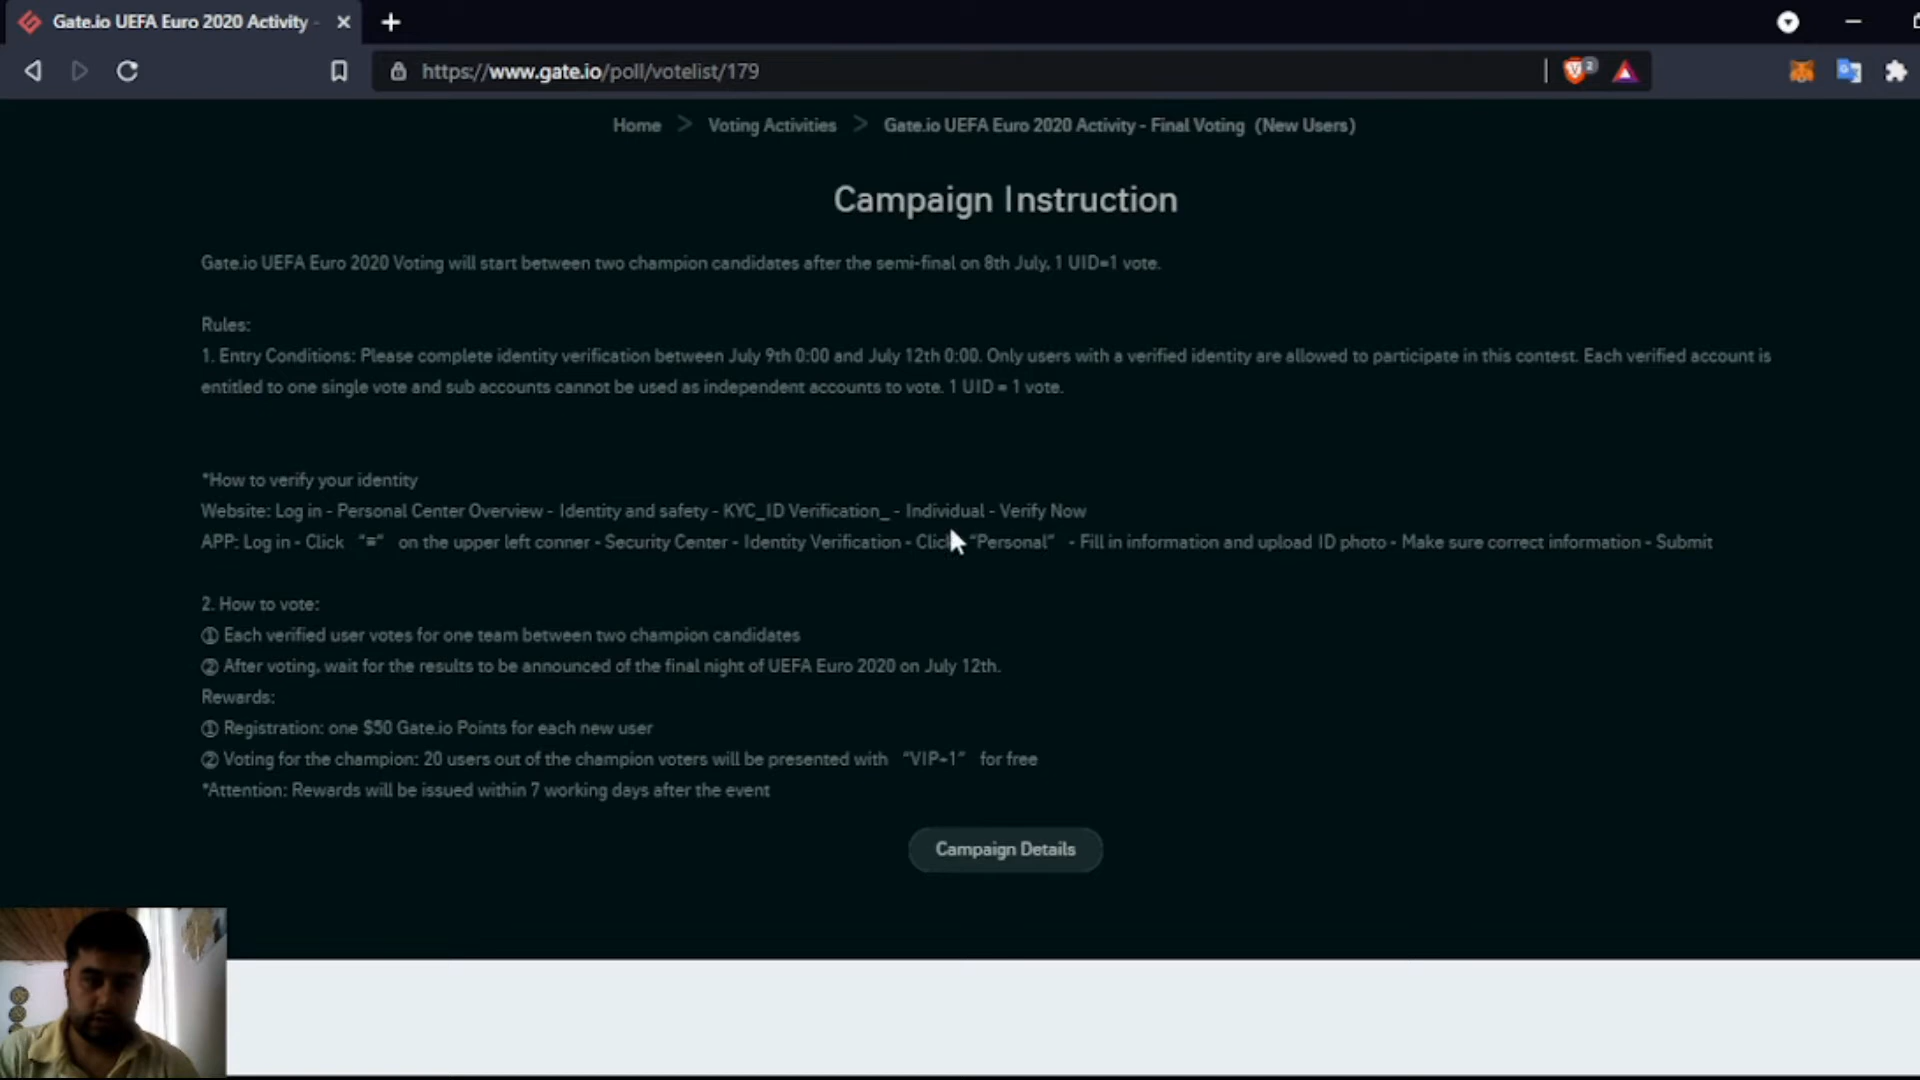 Gate.io UEFA Euro 2020 Activity -
https://www.gate.io/poll/votelist/179
2
Home > Voting Activities > Gate.io UEFA Euro 2020 Activity - Final Voting (New Users)
Campaign Instruction
Gate.io UEFA Euro 2020 Voting will start between two champion candidates after the semi-final on 8th July, 1 UID=1 vote.
Rules:
1. Entry Conditions: Please complete identity verification between July 9th 0:00 and July 12th 0:00. Only users with a verified identity are allowed to participate in this contest. Each verified account is
entitled to one single vote and sub accounts cannot be used as independent accounts to vote. 1 UID = 1 vote.
*How to verify your identity
Website: Log in - Personal Center Overview - Identity and safety - KYC_ID Verification_ - Individual - Verify Now
APP: Log in - Click "≡" on the upper left conner - Security Center - Identity Verification - Click "Personal" - Fill in information and upload ID photo - Make sure correct information - Submit
2. How to vote:
① Each verified user votes for one team between two champion candidates
② After voting, wait for the results to be announced of the final night of UEFA Euro 2020 on July 12th.
Rewards:
① Registration: one $50 Gate.io Points for each new user
② Voting for the champion: 20 users out of the champion voters will be presented with "VIP+1" for free
*Attention: Rewards will be issued within 7 working days after the event
Campaign Details